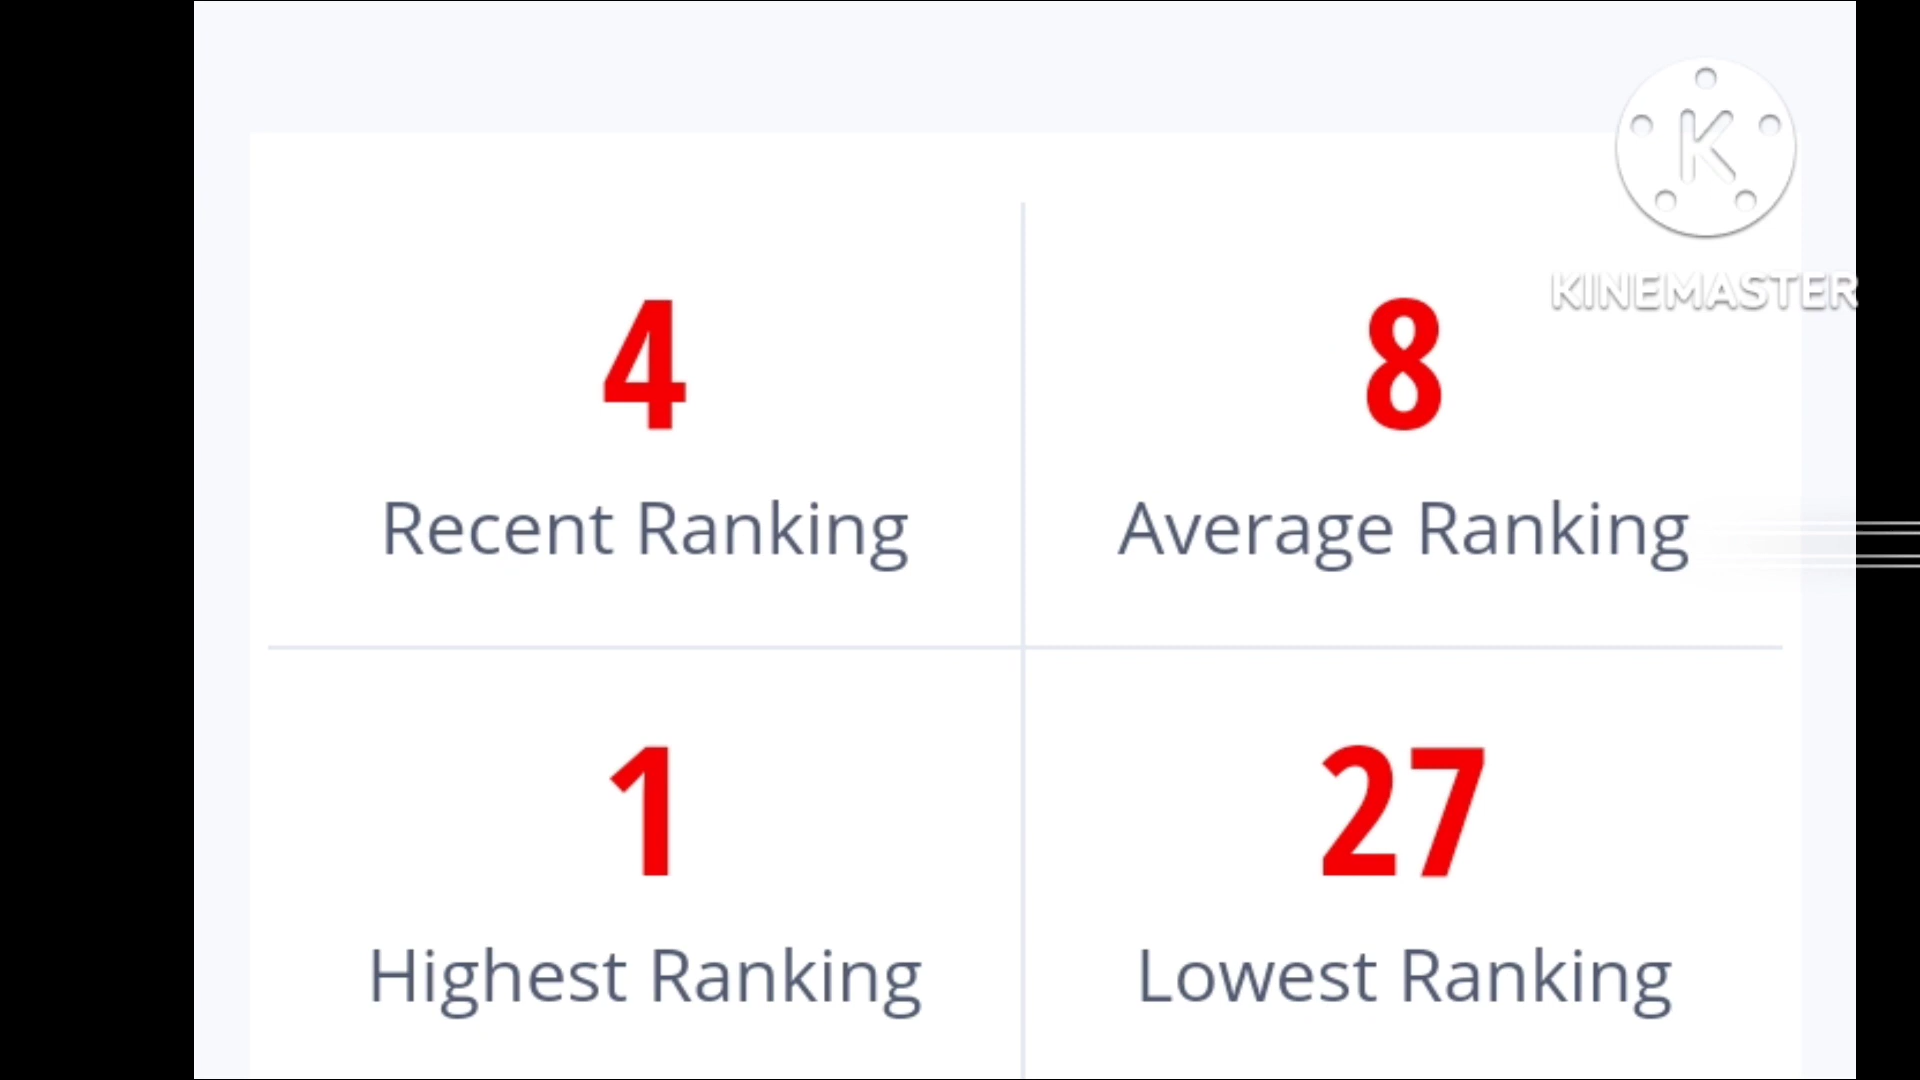 K
KINEMASTER
4
8
Recent Ranking
Average Ranking
1
27
Highest Ranking
Lowest Ranking